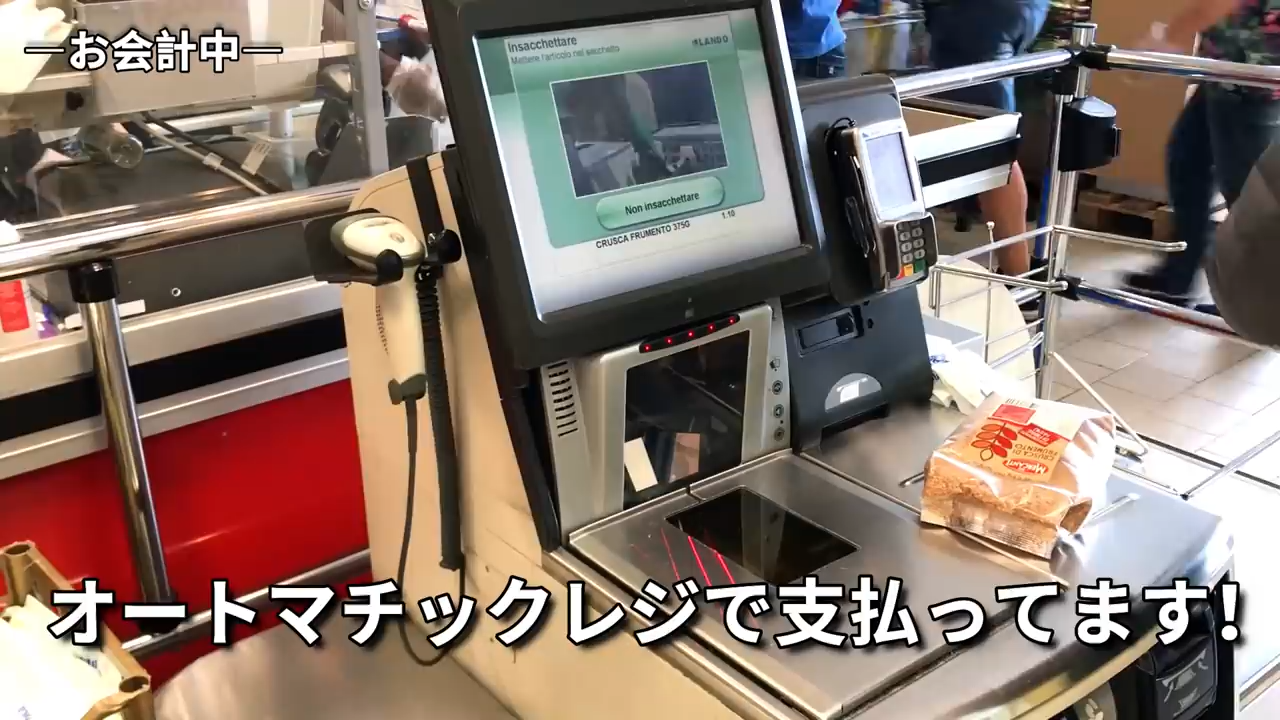 ―お会計中―
Insacchettare
Mettere l'articolo nel sacchetto
LANDO
Non insacchettare
CRUSCA FRUMENTO 375G
1.10
CRUSCA DI
FRUMENTO
オートマチックレジで支払ってます!